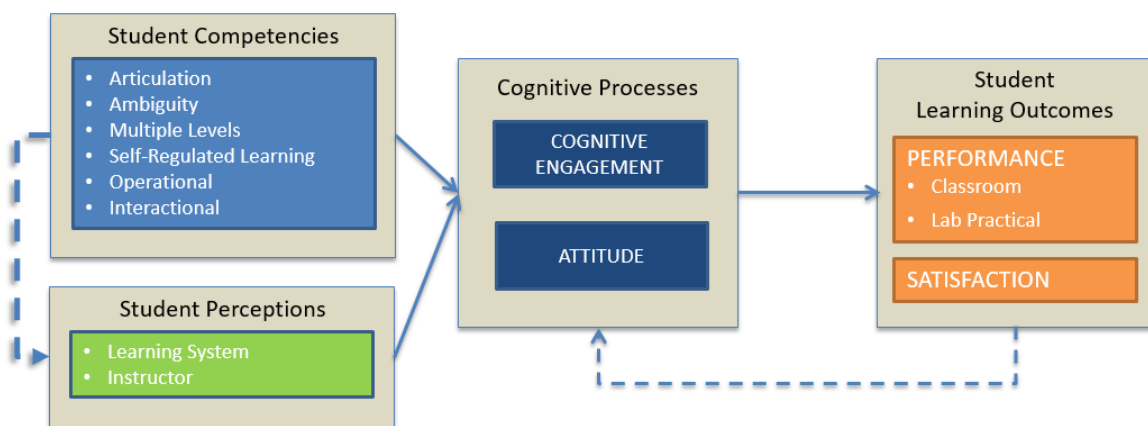 Student Competencies
• Articulation
• Ambiguity
• Multiple Levels
• Self-Regulated Learning
• Operational
• Interactional
Student Perceptions
• Learning System
• Instructor
Cognitive Processes
COGNITIVE
ENGAGEMENT
ATTITUDE
Student
Learning Outcomes
PERFORMANCE
• Classroom
• Lab Practical
SATISFACTION